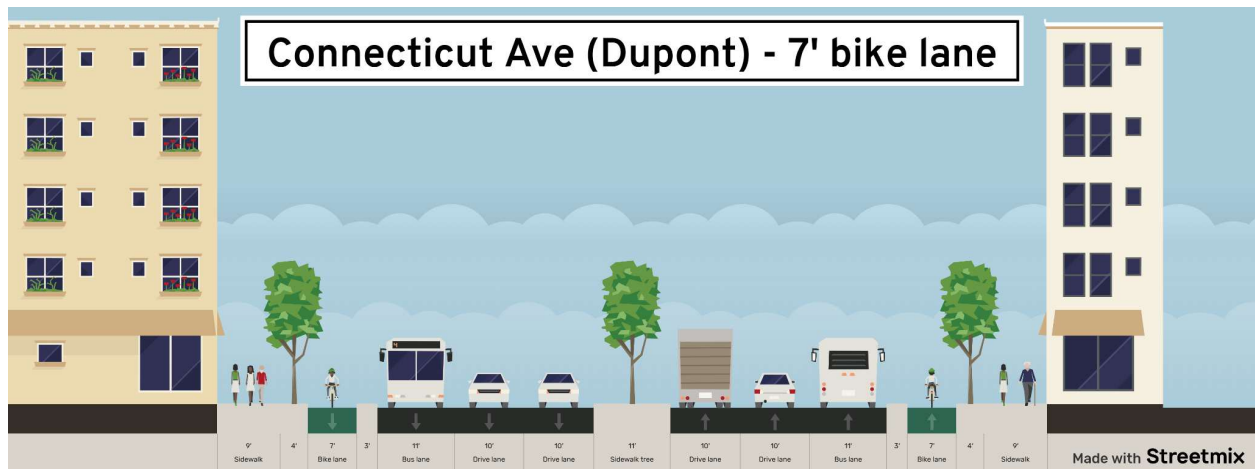 Connecticut Ave (Dupont) - 7' bike lane
4
9' 4' 7' 3' 11' 10' 10' 11' 10' 10' 11' 3' 7' 4' 9'
Sidewalk Bike lane Bus lane Drive lane Drive lane Sidewalk tree Drive lane Drive lane Bus lane Bike lane Sidewalk
Made with Streetmix